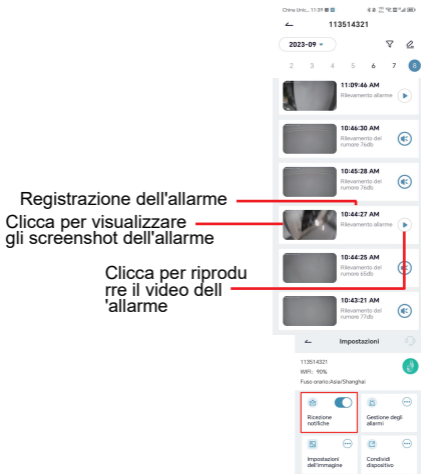 China Unic... 11:39
113514321
2023-09
2 3 4 5 6 7 8
11:09:46 AM
Rilevamento allarme
10:46:30 AM
Rilevamento del
rumore 76db
10:45:28 AM
Rilevamento del
rumore 76db
Registrazione dell'allarme
10:44:27 AM
Rilevamento allarme
Clicca per visualizzare
gli screenshot dell'allarme
10:44:25 AM
Rilevamento del
rumore 65db
Clicca per riprodu
rre il video dell
'allarme
10:43:21 AM
Rilevamento del
rumore 77db
Impostazioni
113514321
WiFi: 90%
Fuso orario:Asia/Shanghai
Ricezione
notifiche
Gestione degli
allarmi
Impostazioni
dell'immagine
Condividi
dispositivo